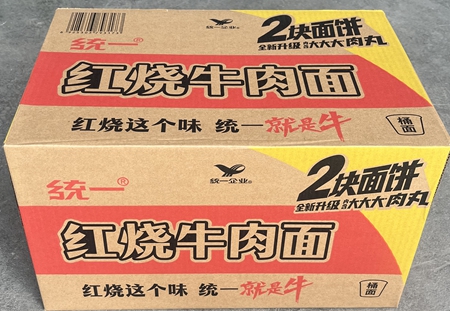 统一®
统一企业®
2块面饼
全新升级 大大大肉丸
红烧牛肉面
红烧这个味 统一就是牛
桶面
统一®
统一企业®
2块面饼
全新升级 大大大肉丸
红烧牛肉面
红烧这个味 统一就是牛
桶面